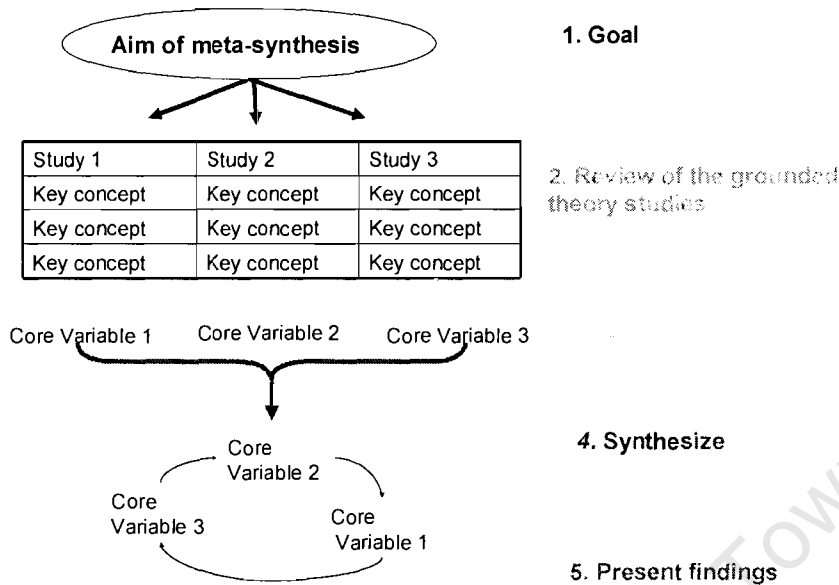 Aim of meta-synthesis
1. Goal
Study 1 Study 2 Study 3
Key concept Key concept Key concept
Key concept Key concept Key concept
Key concept Key concept Key concept
2. Review of the grounded
theory studies
Core Variable 1 Core Variable 2 Core Variable 3
4. Synthesize
Core
Variable 2
Core
Variable 3
Core
Variable 1
5. Present findings